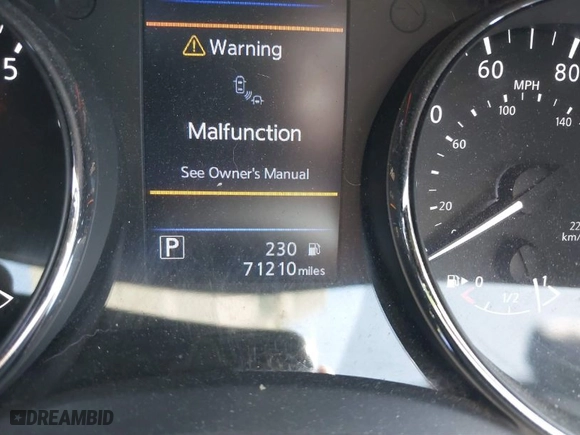 Warning
Malfunction
See Owner's Manual
P
230
71210 miles
5
60
80
MPH
100
140
0
60
20
km/
0
1/2
1
DREAMBID